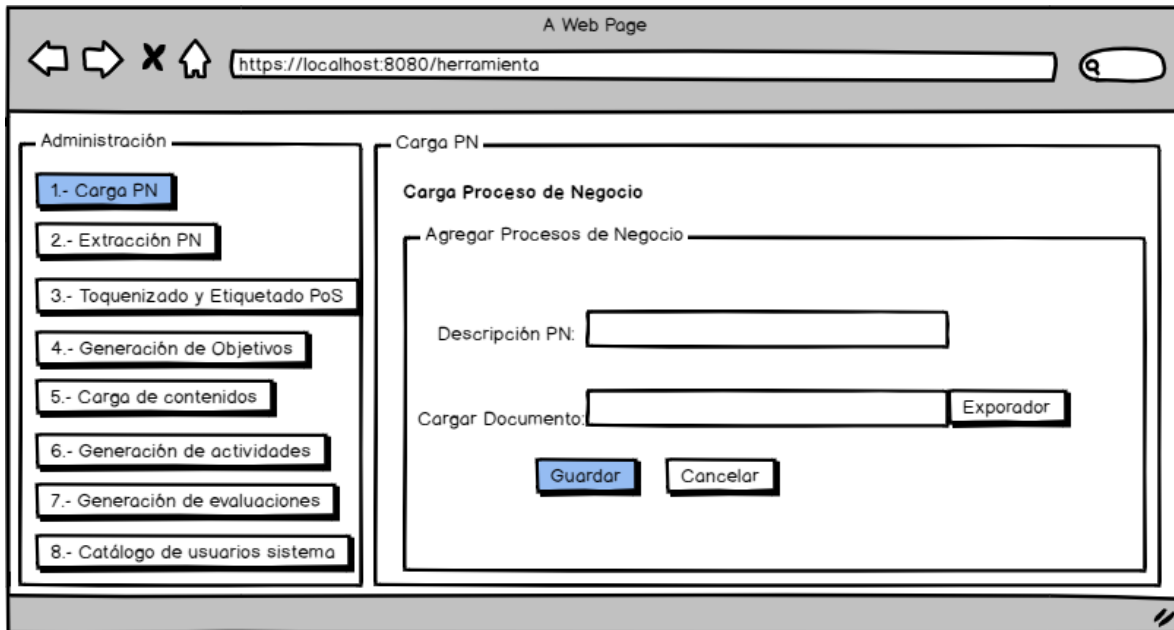 A Web Page
https://localhost:8080/herramienta
Administración
1.- Carga PN
2.- Extracción PN
3.- Toquenizado y Etiquetado PoS
4.- Generación de Objetivos
5.- Carga de contenidos
6.- Generación de actividades
7.- Generación de evaluaciones
8.- Catálogo de usuarios sistema
Carga PN
Carga Proceso de Negocio
Agregar Procesos de Negocio
Descripción PN:
Cargar Documento:
Exporador
Guardar
Cancelar